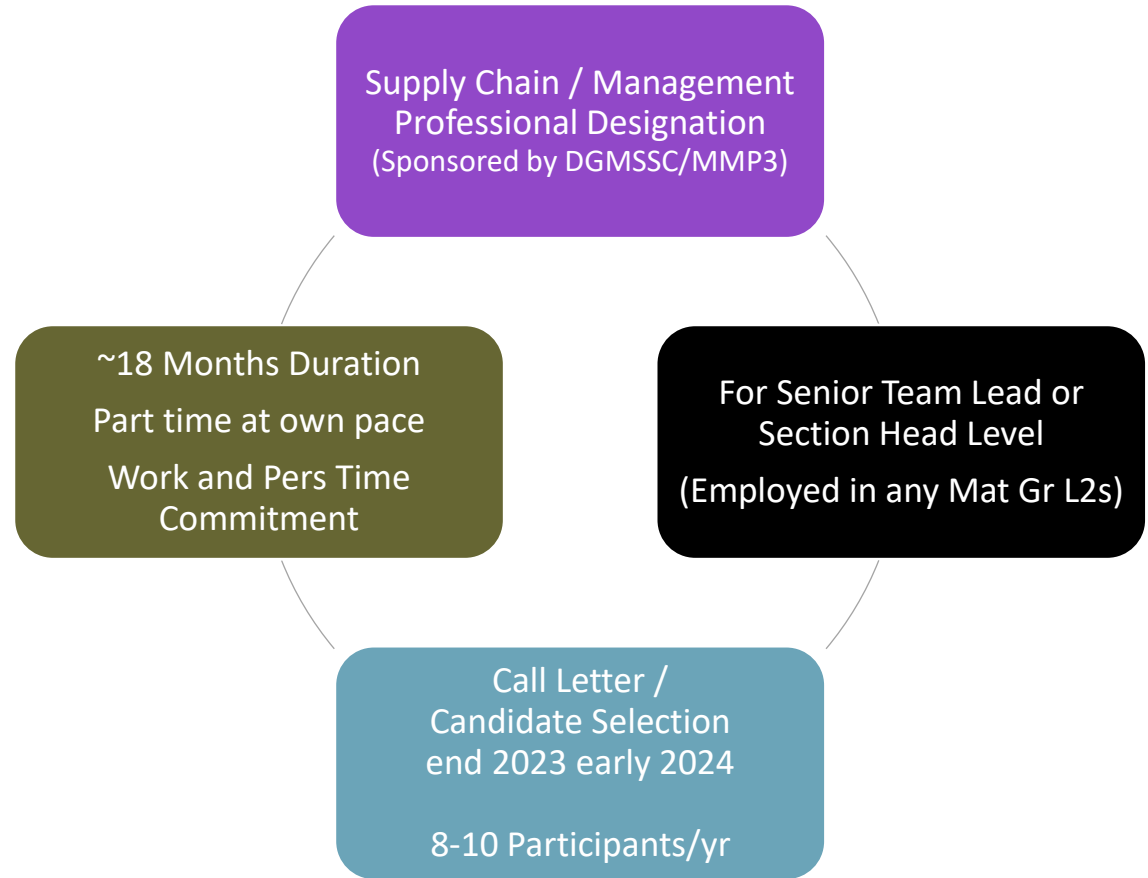 Supply Chain / Management
Professional Designation
(Sponsored by DGMSSC/MMP3)
~18 Months Duration
Part time at own pace
Work and Pers Time
Commitment
For Senior Team Lead or
Section Head Level
(Employed in any Mat Gr L2s)
Call Letter /
Candidate Selection
end 2023 early 2024
8-10 Participants/yr